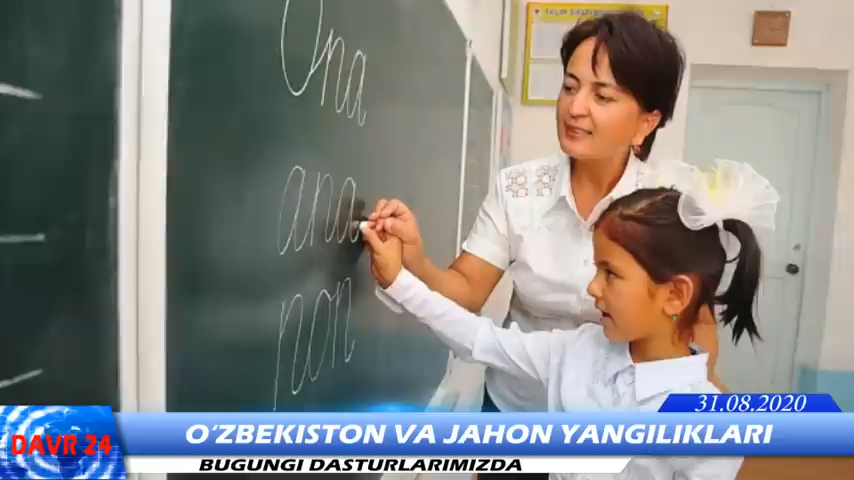 Ona
ana
non
31.08.2020
DAVR 24
O‘ZBEKISTON VA JAHON YANGILIKLARI
BUGUNGI DASTURLARIMIZDA